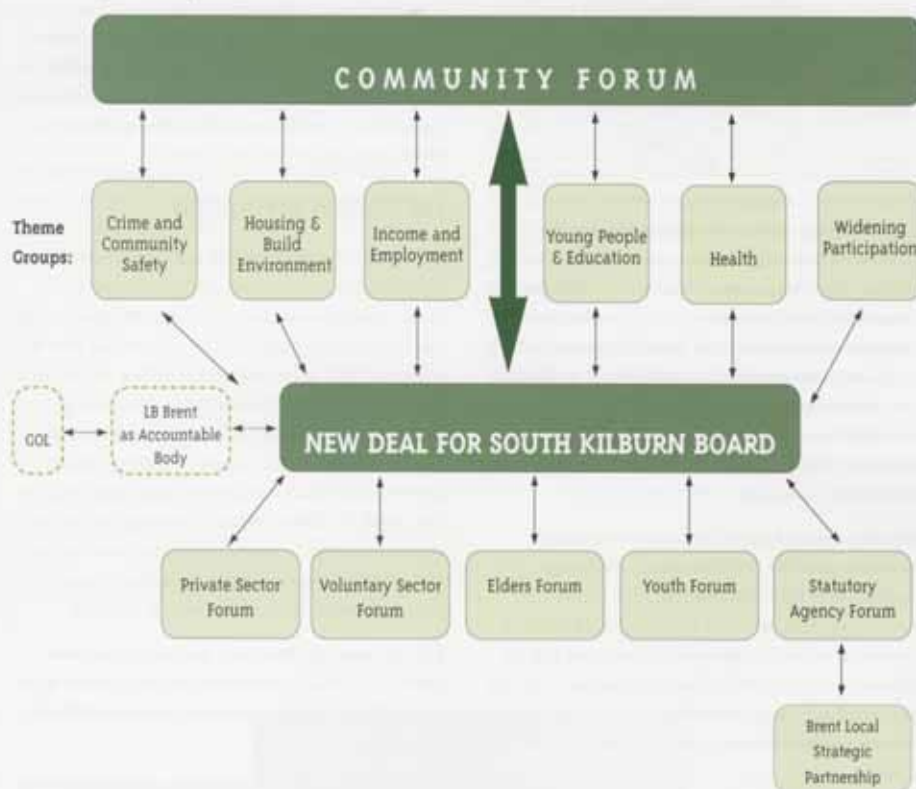 COMMUNITY FORUM
Theme
Groups:
Crime and
Community
Safety
Housing &
Build
Environment
Income and
Employment
Young People
& Education
Health
Widening
Participation
GOL
LB Brent
as Accountable
Body
NEW DEAL FOR SOUTH KILBURN BOARD
Private Sector
Forum
Voluntary Sector
Forum
Elders Forum
Youth Forum
Statutory
Agency Forum
Brent Local
Strategic
Partnership